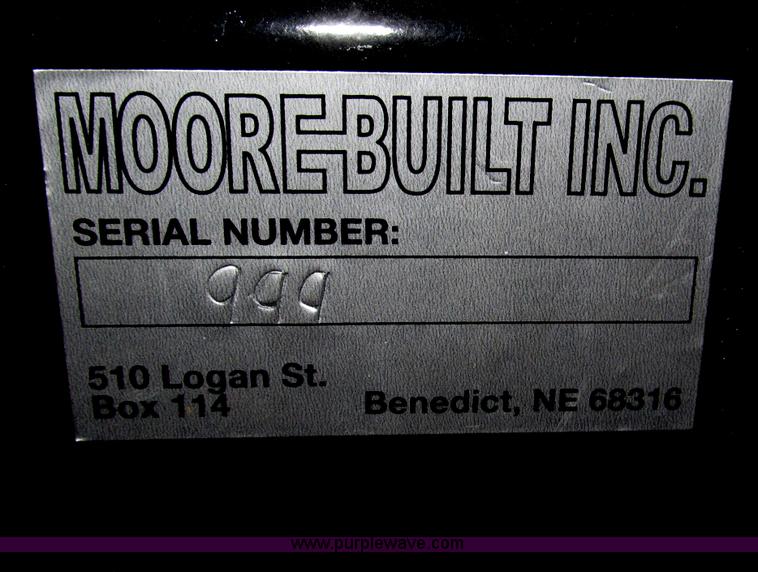 MOORE-BUILT INC.
SERIAL NUMBER:
999
510 Logan St.
Box 114
Benedict, NE 68316
www.purplewave.com